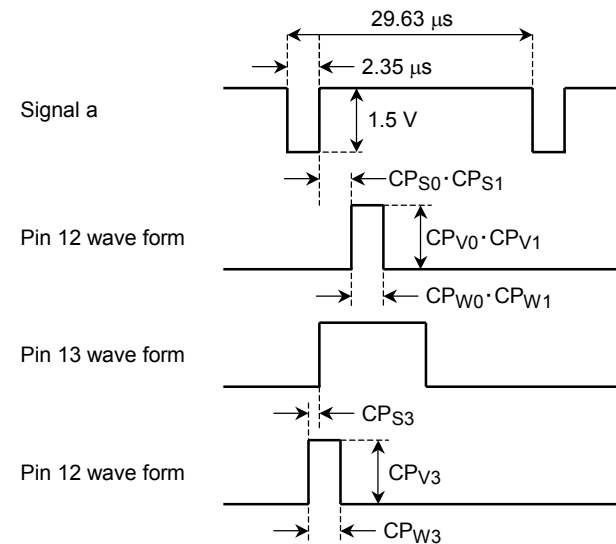 29.63 μs
2.35 μs
Signal a
1.5 V
CPS0·CPS1
Pin 12 wave form
CPV0·CPV1
CPW0·CPW1
Pin 13 wave form
CPS3
Pin 12 wave form
CPV3
CPW3